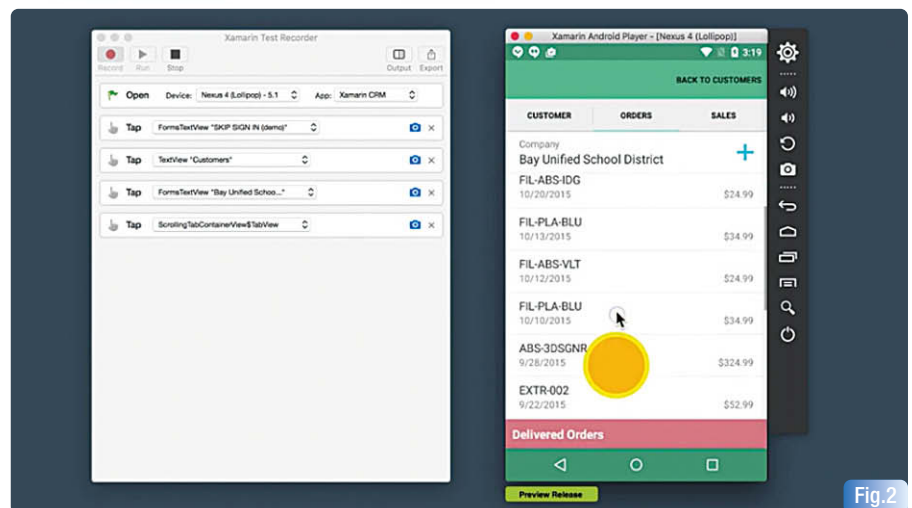 Xamarin Test Recorder
Record Run Stop Output Export
Open Device: Nexus 4 (Lollipop) - 5.1 App: Xamarin CRM
Tap FormsTextView "SKIP SIGN IN (demo)"
Tap TextView "Customers"
Tap FormsTextView "Bay Unified Schoo..."
Tap ScrollingTabContainerView$TabView
Xamarin Android Player - [Nexus 4 (Lollipop)]
3:19
BACK TO CUSTOMERS
CUSTOMER ORDERS SALES
Company
Bay Unified School District
FIL-ABS-IDG
10/20/2015 $24.99
FIL-PLA-BLU
10/13/2015 $34.99
FIL-ABS-VLT
10/12/2015 $24.99
FIL-PLA-BLU
10/10/2015 $34.99
ABS-3DSGNR
9/28/2015 $324.99
EXTR-002
9/22/2015 $52.99
Delivered Orders
Preview Release
Fig.2